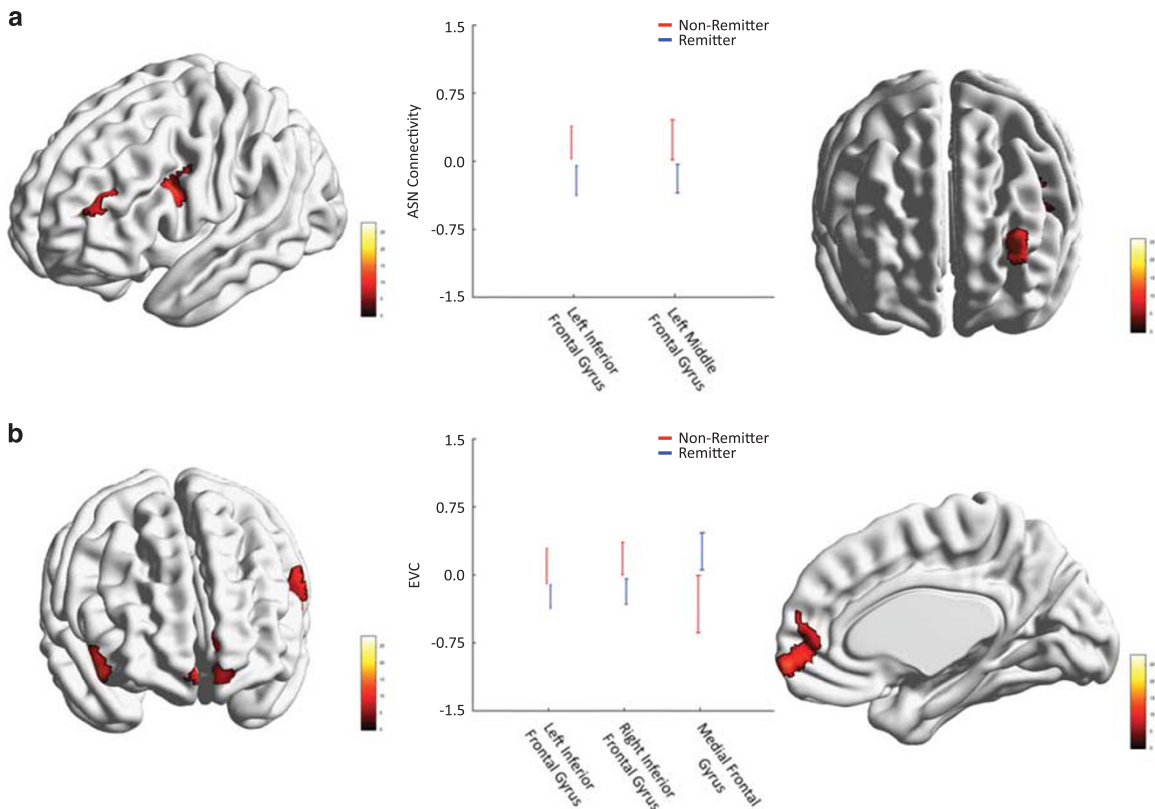 a
1.5
0.75
0.0
-0.75
-1.5
ASN Connectivity
Non-Remitter
Remitter
Left Inferior
Frontal Gyrus
Left Middle
Frontal Gyrus
b
1.5
0.75
0.0
-0.75
-1.5
EVC
Non-Remitter
Remitter
Left Inferior
Frontal Gyrus
Right Inferior
Frontal Gyrus
Medial Frontal
Gyrus